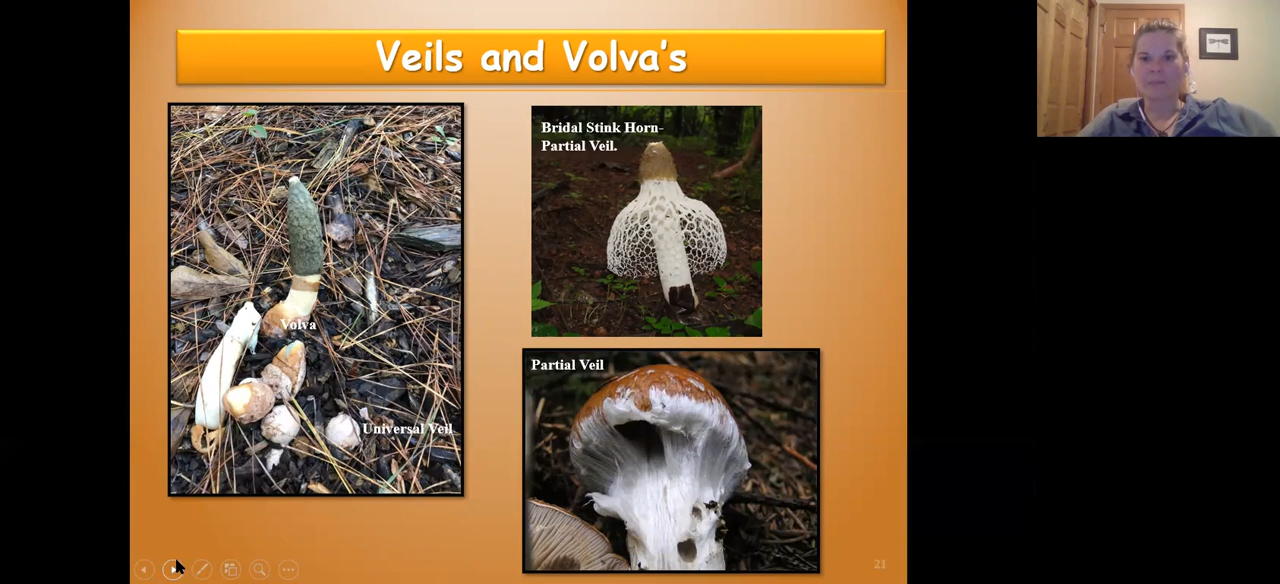 Veils and Volva's
Volva
Universal Veil
Bridal Stink Horn-
Partial Veil.
Partial Veil
21